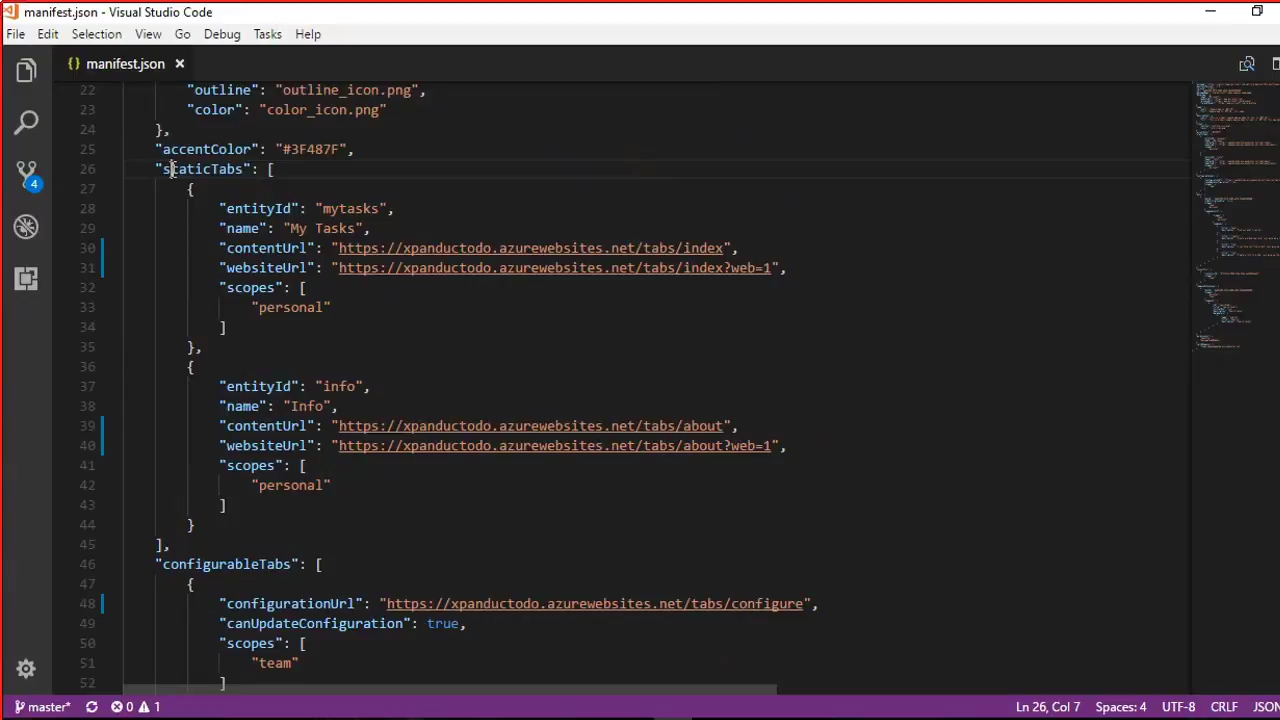 manifest.json - Visual Studio Code
File Edit Selection View Go Debug Tasks Help
{} manifest.json ×
22 "outline": "outline_icon.png",
23 "color": "color_icon.png"
24 },
25 "accentColor": "#3F487F",
26 "staticTabs": [
27 {
28 "entityId": "mytasks",
29 "name": "My Tasks",
30 "contentUrl": "https://xpanductodo.azurewebsites.net/tabs/index",
31 "websiteUrl": "https://xpanductodo.azurewebsites.net/tabs/index?web=1",
32 "scopes": [
33 "personal"
34 ]
35 },
36 {
37 "entityId": "info",
38 "name": "Info",
39 "contentUrl": "https://xpanductodo.azurewebsites.net/tabs/about",
40 "websiteUrl": "https://xpanductodo.azurewebsites.net/tabs/about?web=1",
41 "scopes": [
42 "personal"
43 ]
44 }
45 ],
46 "configurableTabs": [
47 {
48 "configurationUrl": "https://xpanductodo.azurewebsites.net/tabs/configure",
49 "canUpdateConfiguration": true,
50 "scopes": [
51 "team"
52 ]
4
master* 0 1 Ln 26, Col 7 Spaces: 4 UTF-8 CRLF JSON